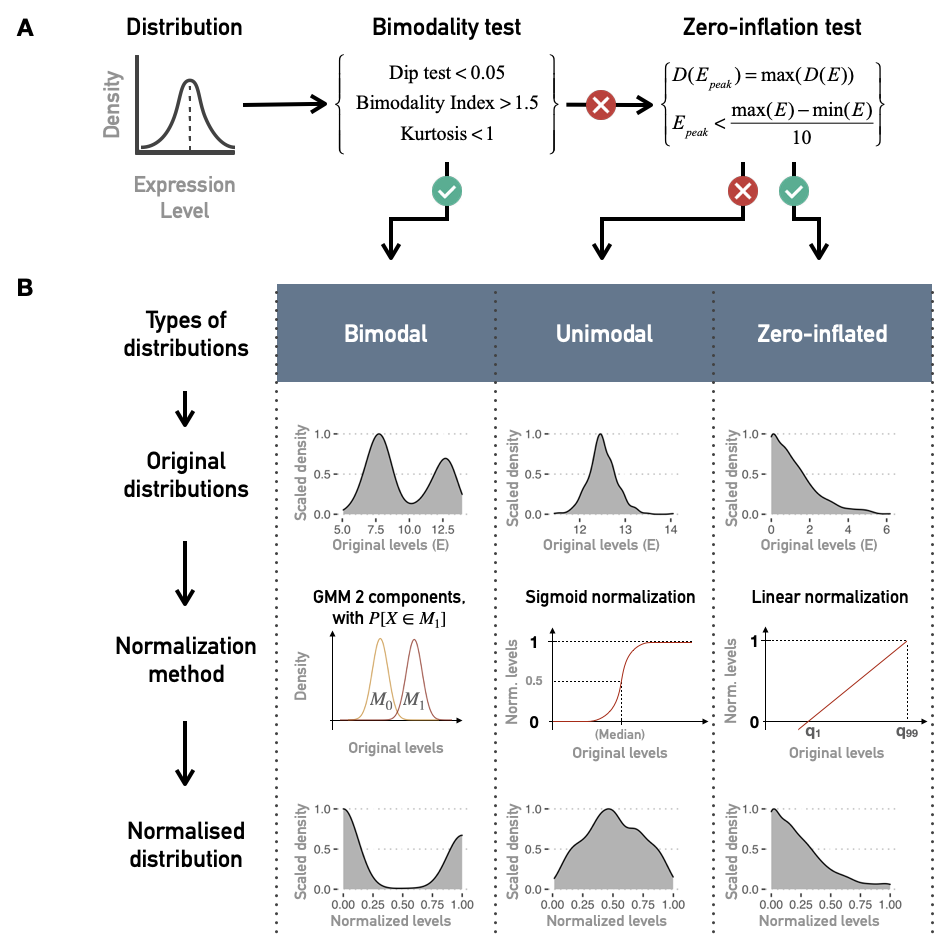 A
Distribution
Bimodality test
Zero-inflation test
Density
Expression
Level
Dip test < 0.05
Bimodality Index > 1.5
Kurtosis < 1
D(E_peak) = max(D(E))
E_peak < (max(E) − min(E)) / 10
B
Types of
distributions
Bimodal
Unimodal
Zero-inflated
Original
distributions
Scaled density
1.0
0.5
0.0
5.0 7.5 10.0 12.5
Original levels (E)
Scaled density
1.0
0.5
0.0
12 13 14
Original levels (E)
Scaled density
1.0
0.5
0.0
0 2 4 6
Original levels (E)
Normalization
method
GMM 2 components,
with P[X ∈ M₁]
Density
M₀ M₁
Original levels
Sigmoid normalization
Norm. levels
1
0.5
0
(Median)
Original levels
Linear normalization
Norm. levels
1
0
q1 q99
Original levels
Normalised
distribution
Scaled density
1.0
0.5
0.0
0.00 0.25 0.50 0.75 1.00
Normalized levels
Scaled density
1.0
0.5
0.0
0.00 0.25 0.50 0.75 1.00
Normalized levels
Scaled density
1.0
0.5
0.0
0.00 0.25 0.50 0.75 1.00
Normalized levels